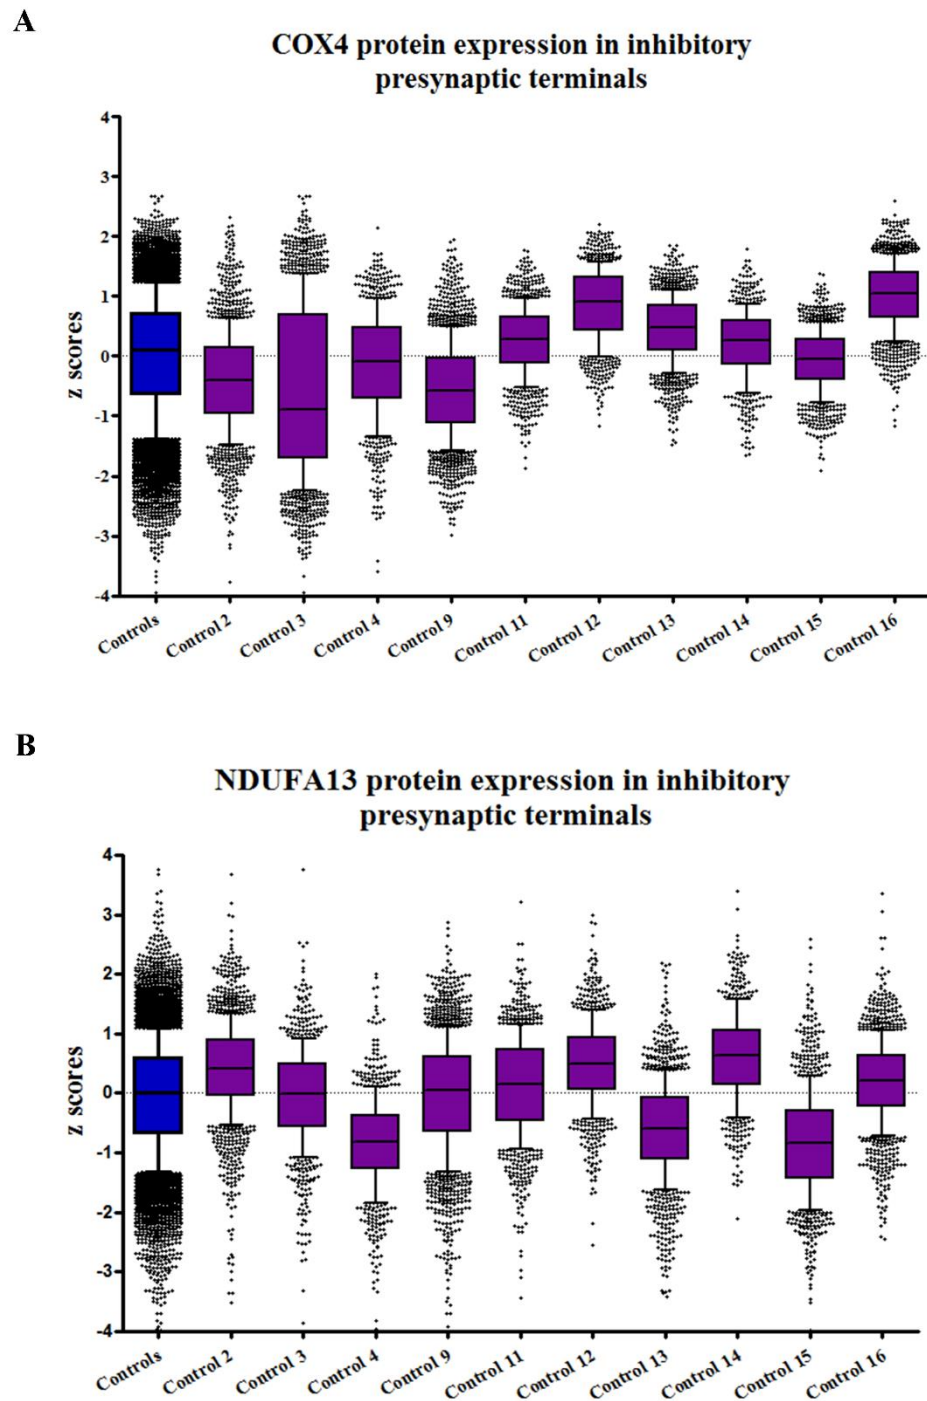 A
COX4 protein expression in inhibitory
presynaptic terminals
z scores
4
3
2
1
0
-1
-2
-3
-4
Controls
Control 2
Control 3
Control 4
Control 9
Control 11
Control 12
Control 13
Control 14
Control 15
Control 16
B
NDUFA13 protein expression in inhibitory
presynaptic terminals
z scores
4
3
2
1
0
-1
-2
-3
-4
Controls
Control 2
Control 3
Control 4
Control 9
Control 11
Control 12
Control 13
Control 14
Control 15
Control 16